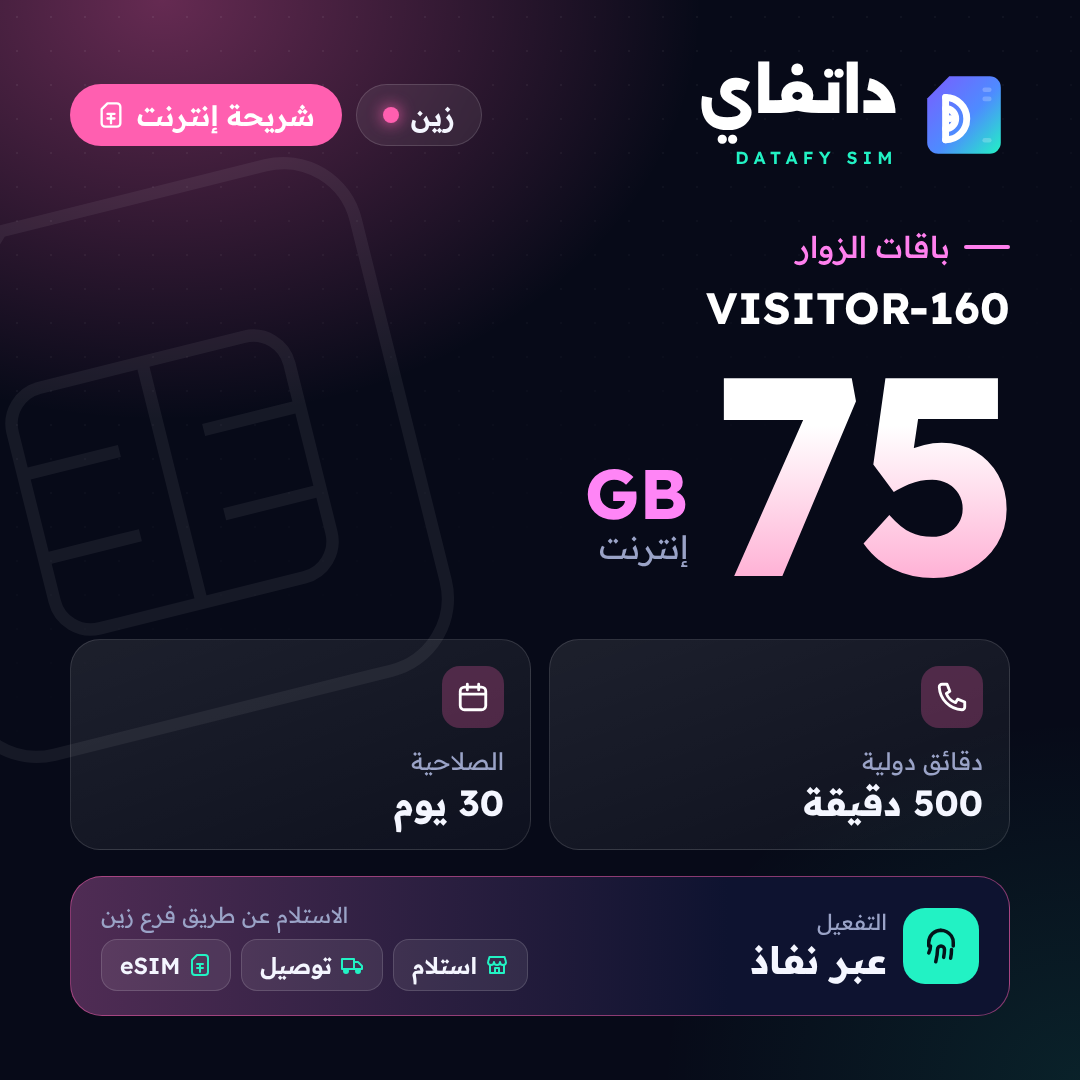 داتفاي
DATAFY SIM
زين
شريحة إنترنت
باقات الزوار
VISITOR-160
75
GB
إنترنت
دقائق دولية
500 دقيقة
الصلاحية
30 يوم
التفعيل
عبر نفاذ
الاستلام عن طريق فرع زين
استلام
توصيل
eSIM